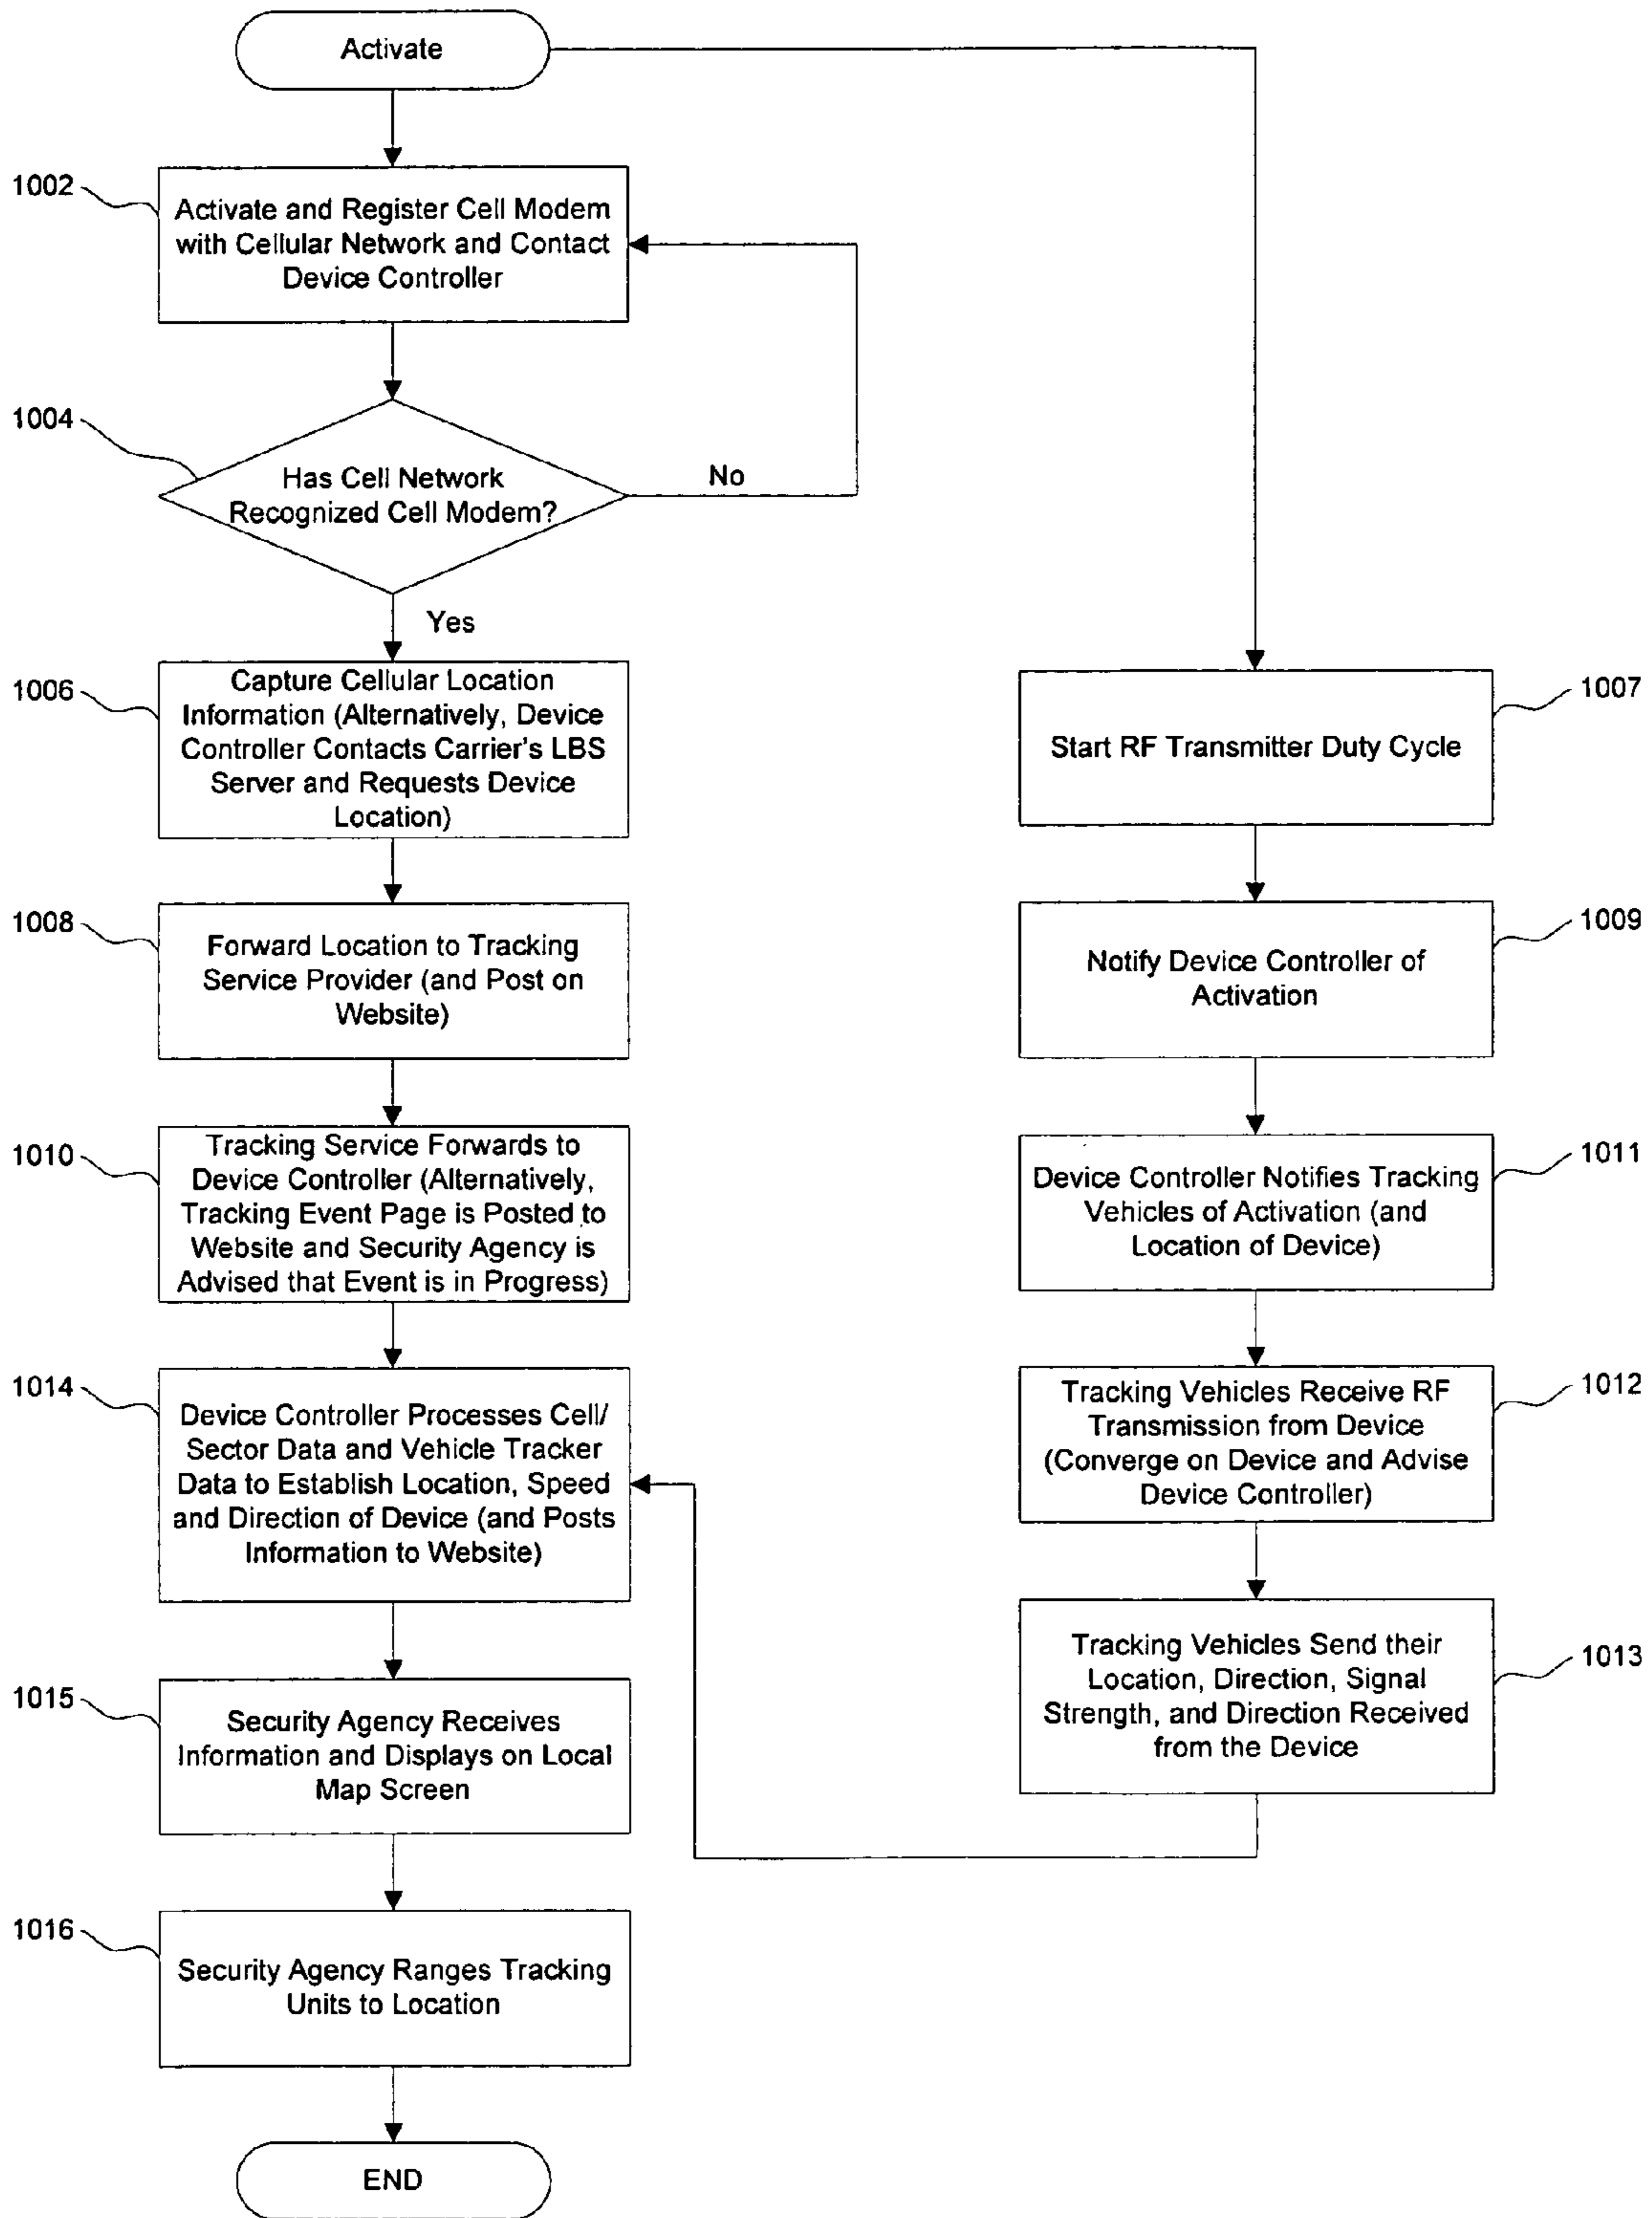 Activate
1002
Activate and Register Cell Modem
with Cellular Network and Contact
Device Controller
1004
Has Cell Network
Recognized Cell Modem?
No
Yes
1006
Capture Cellular Location
Information (Alternatively, Device
Controller Contacts Carrier's LBS
Server and Requests Device
Location)
1008
Forward Location to Tracking
Service Provider (and Post on
Website)
1010
Tracking Service Forwards to
Device Controller (Alternatively,
Tracking Event Page is Posted to
Website and Security Agency is
Advised that Event is in Progress)
1014
Device Controller Processes Cell/
Sector Data and Vehicle Tracker
Data to Establish Location, Speed
and Direction of Device (and Posts
Information to Website)
1015
Security Agency Receives
Information and Displays on Local
Map Screen
1016
Security Agency Ranges Tracking
Units to Location
END
1007
Start RF Transmitter Duty Cycle
1009
Notify Device Controller of
Activation
1011
Device Controller Notifies Tracking
Vehicles of Activation (and
Location of Device)
1012
Tracking Vehicles Receive RF
Transmission from Device
(Converge on Device and Advise
Device Controller)
1013
Tracking Vehicles Send their
Location, Direction, Signal
Strength, and Direction Received
from the Device